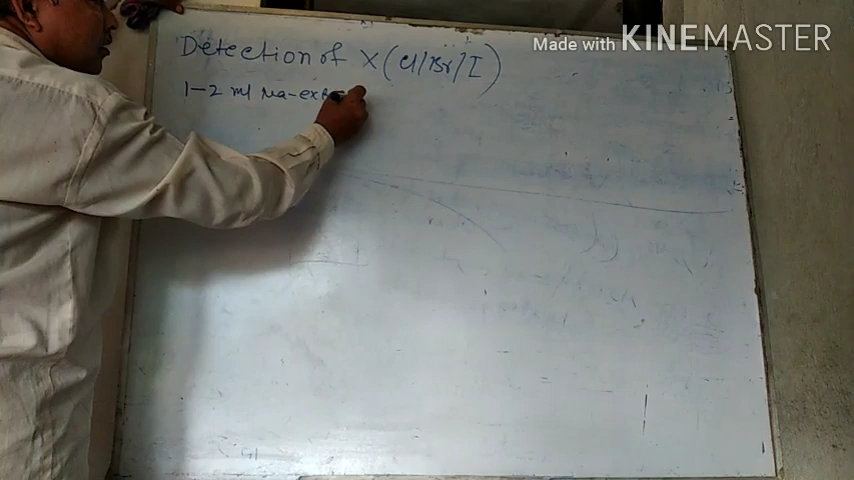 Made with KINEMASTER
Detection of X (Cl/Br/I)
1-2 ml Na-ext